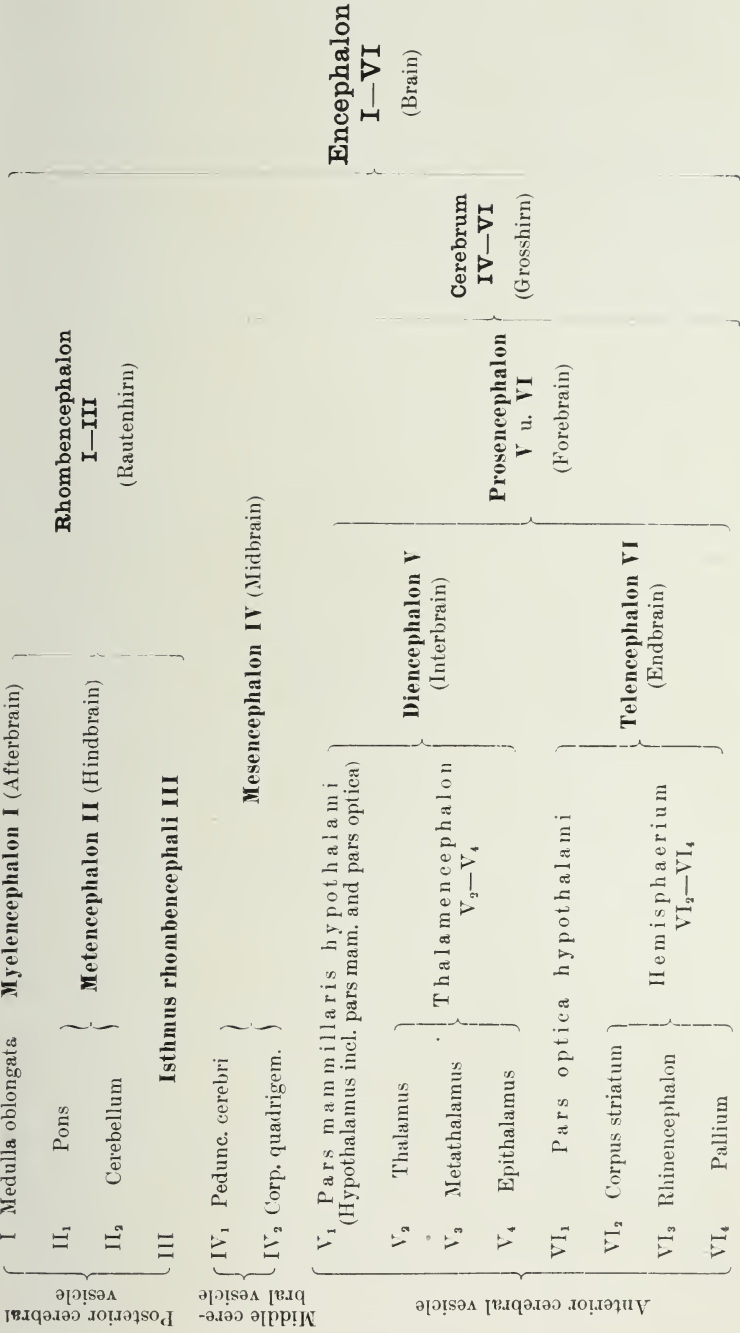 Posterior cerebral
vesicle
I Medulla oblongata Myelencephalon I (Afterbrain)
II₁ Pons
Metencephalon II (Hindbrain)
II₂ Cerebellum
III Isthmus rhombencephali III
Rhombencephalon
I—III
(Rautenhirn)
Middle cere-
bral vesicle
IV₁ Pedunc. cerebri
Mesencephalon IV (Midbrain)
IV₂ Corp. quadrigem.
Anterior cerebral vesicle
V₁ Pars mammillaris hypothalami
(Hypothalamus incl. pars mam. and pars optica)
V₂ Thalamus
V₃ Metathalamus
V₄ Epithalamus
Thalamencephalon
V₂—V₄
Diencephalon V
(Interbrain)
VI₁ Pars optica hypothalami
VI₂ Corpus striatum
VI₃ Rhinencephalon
VI₄ Pallium
Hemisphaerium
VI₂—VI₄
Telencephalon VI
(Endbrain)
Prosencephalon
V u. VI
(Forebrain)
Cerebrum
IV—VI
(Grosshirn)
Encephalon
I—VI
(Brain)